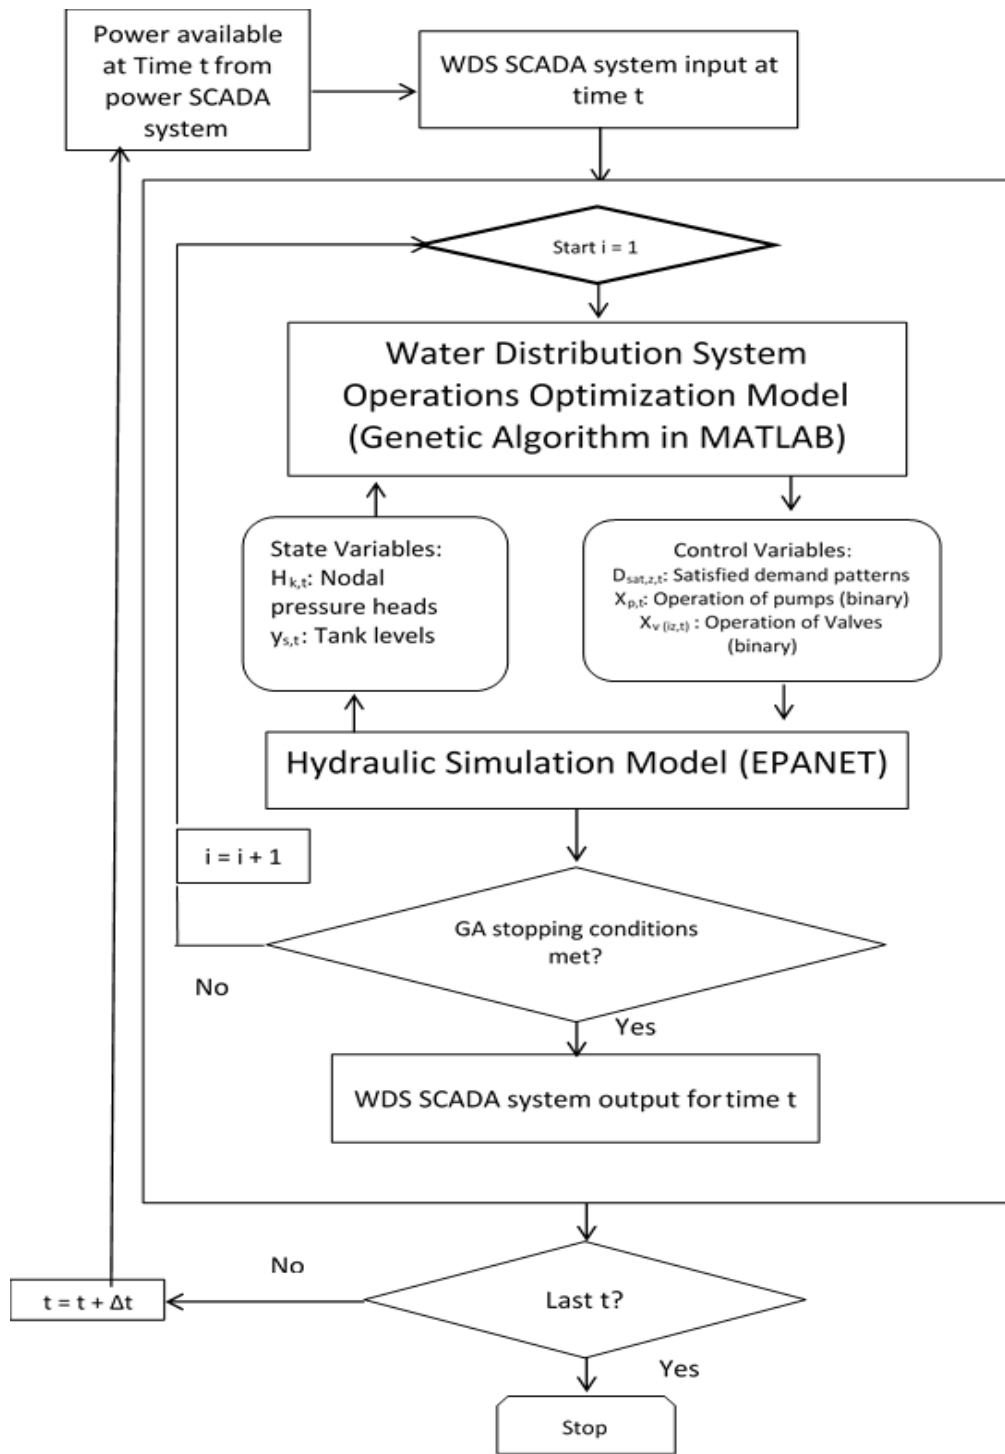 Power available
at Time t from
power SCADA
system
WDS SCADA system input at
time t
Start i = 1
Water Distribution System
Operations Optimization Model
(Genetic Algorithm in MATLAB)
State Variables:
Hk,t: Nodal
pressure heads
ys,t: Tank levels
Control Variables:
Dsat,z,t: Satisfied demand patterns
Xp,t: Operation of pumps (binary)
Xv (iz,t) : Operation of Valves
(binary)
Hydraulic Simulation Model (EPANET)
i = i + 1
GA stopping conditions
met?
No
Yes
WDS SCADA system output for time t
No
t = t + Δt
Last t?
Yes
Stop